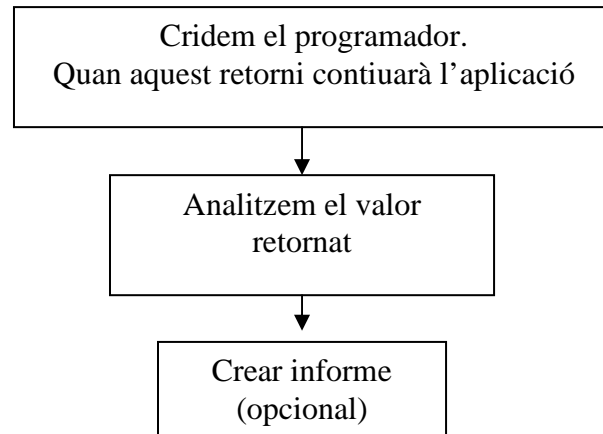 Cridem el programador.
Quan aquest retorni contiuarà l’aplicació
Analitzem el valor
retornat
Crear informe
(opcional)